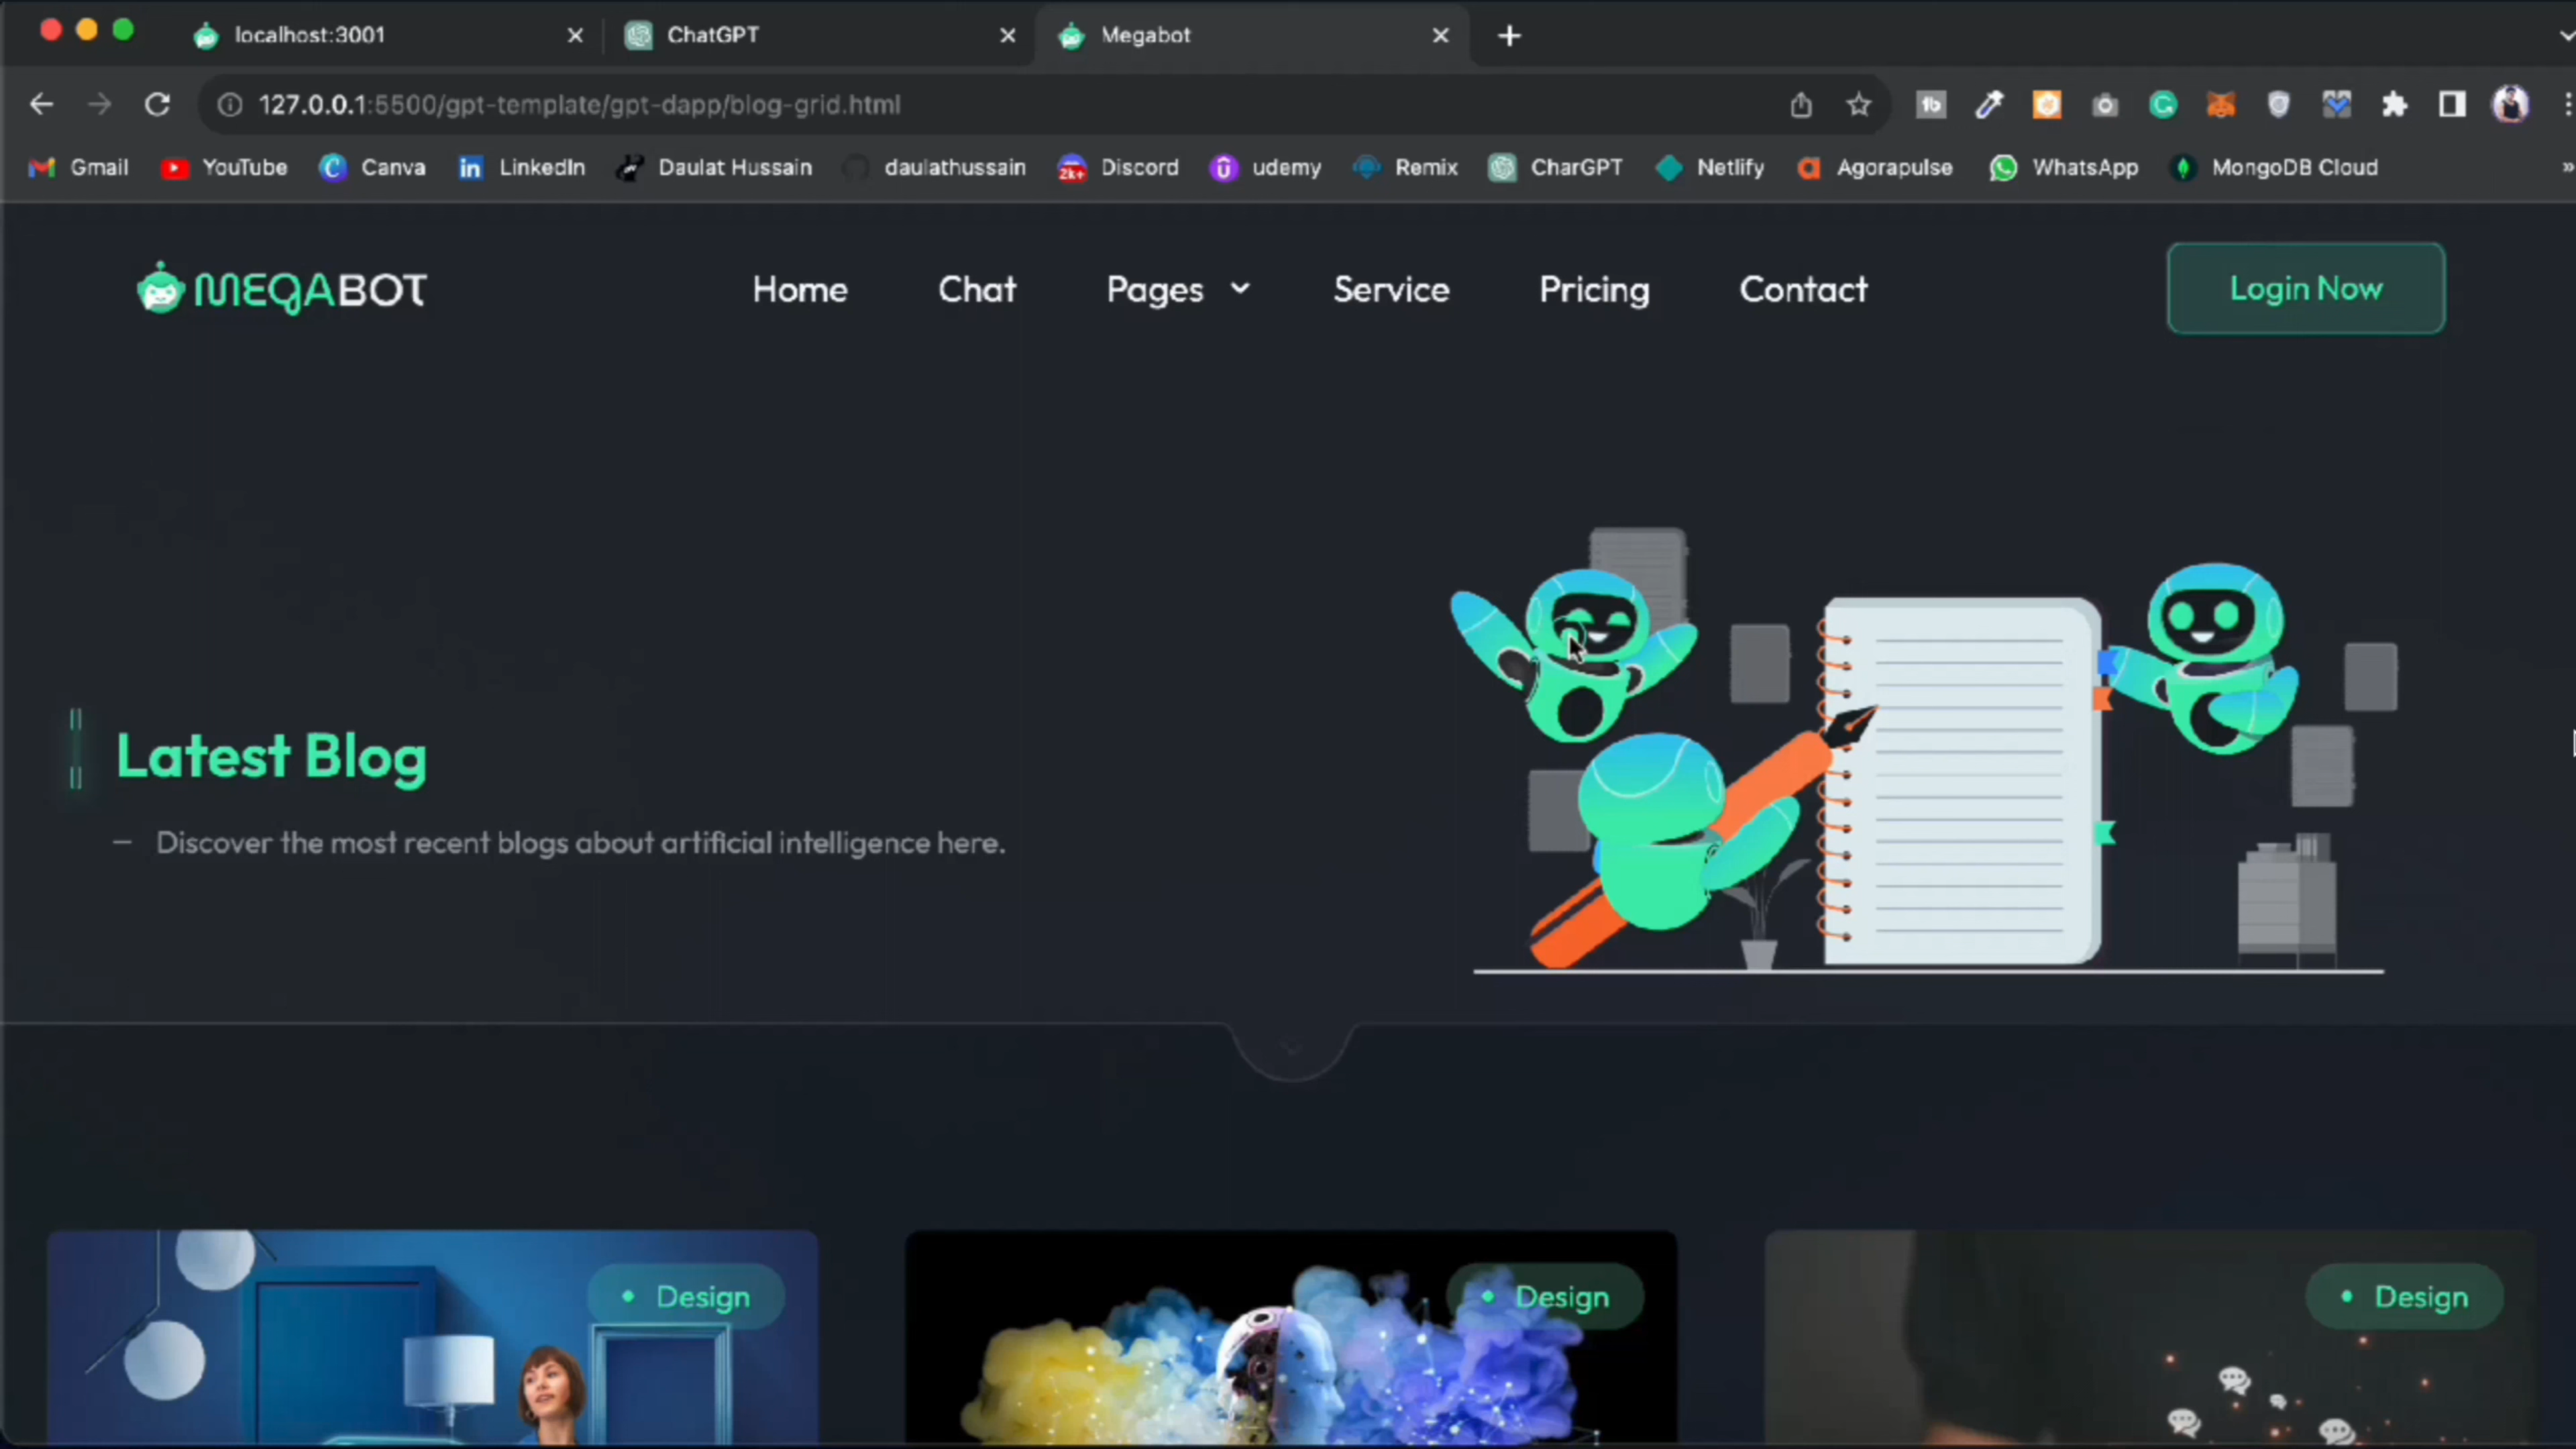 localhost:3001
ChatGPT
Megabot
127.0.0.1:5500/gpt-template/gpt-dapp/blog-grid.html
Gmail YouTube Canva LinkedIn Daulat Hussain daulathussain Discord udemy Remix CharGPT Netlify Agorapulse WhatsApp MongoDB Cloud »
MEGABOT
Home Chat Pages Service Pricing Contact
Login Now
Latest Blog
— Discover the most recent blogs about artificial intelligence here.
Design
Design
Design